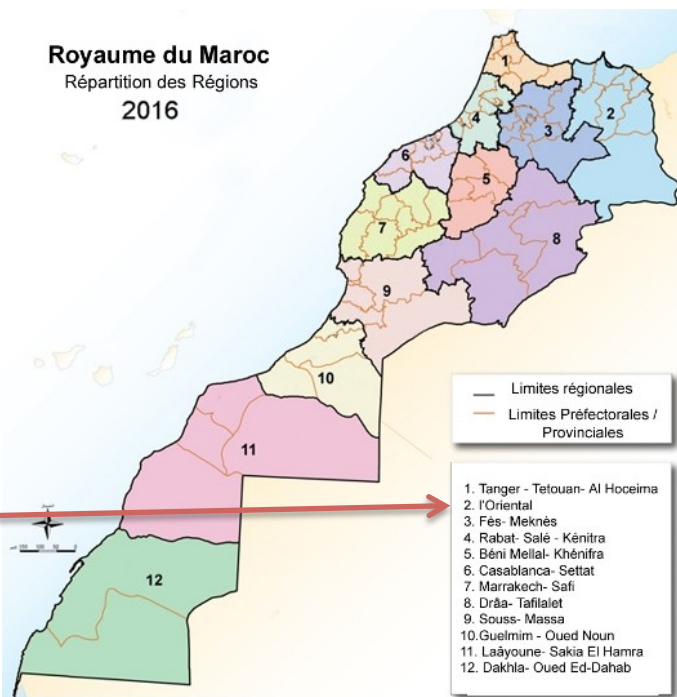 Royaume du Maroc
Répartition des Régions
2016
1
2
3
4
5
6
7
8
9
10
11
12
Limites régionales
Limites Préfectorales /
Provinciales
1. Tanger - Tetouan- Al Hoceima
2. l'Oriental
3. Fès- Meknés
4. Rabat- Salé - Kénitra
5. Béni Mellal- Khénifra
6. Casablanca- Settat
7. Marrakech- Safi
8. Drâa- Tafilalet
9. Souss- Massa
10. Guelmim - Oued Noun
11. Laâyoune- Sakia El Hamra
12. Dakhla- Oued Ed-Dahab